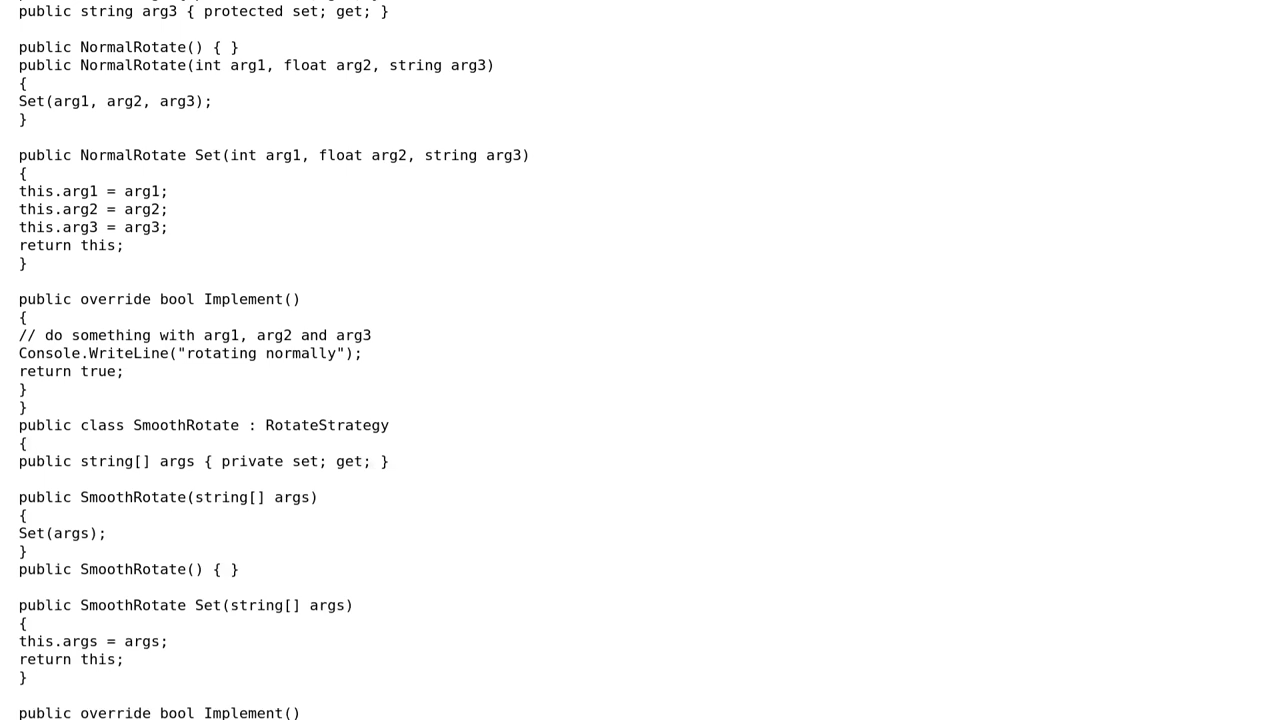 public string arg3 { protected set; get; }
public NormalRotate() { }
public NormalRotate(int arg1, float arg2, string arg3)
{
Set(arg1, arg2, arg3);
}
public NormalRotate Set(int arg1, float arg2, string arg3)
{
this.arg1 = arg1;
this.arg2 = arg2;
this.arg3 = arg3;
return this;
}
public override bool Implement()
{
// do something with arg1, arg2 and arg3
Console.WriteLine("rotating normally");
return true;
}
}
public class SmoothRotate : RotateStrategy
{
public string[] args { private set; get; }
public SmoothRotate(string[] args)
{
Set(args);
}
public SmoothRotate() { }
public SmoothRotate Set(string[] args)
{
this.args = args;
return this;
}
public override bool Implement()